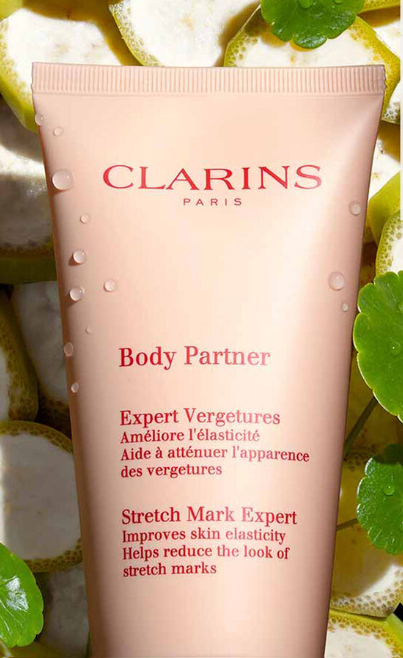 CLARINS
PARIS
Body Partner
Expert Vergetures
Améliore l'élasticité
Aide à atténuer l'apparence
des vergetures
Stretch Mark Expert
Improves skin elasticity
Helps reduce the look of
stretch marks